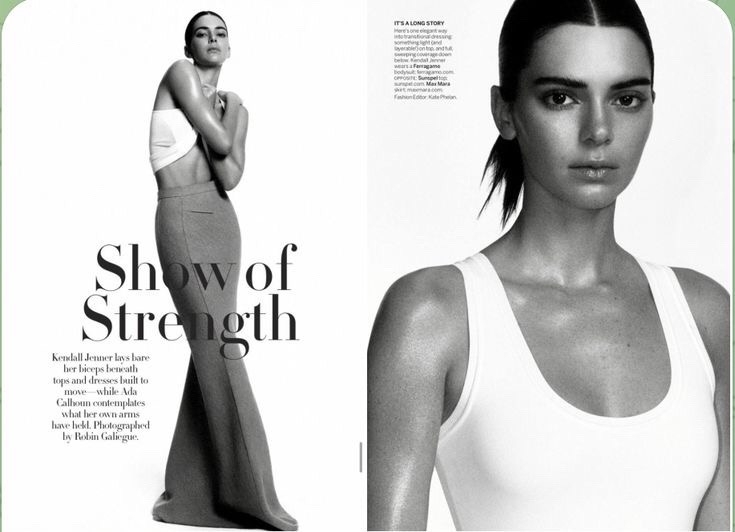 Show of
Strength
Kendall Jenner lays bare
her biceps beneath
tops and dresses built to
move—while Ada
Calhoun contemplates
what her own arms
have held. Photographed
by Robin Galiegue.
IT'S A LONG STORY
Here's one elegant way
into transitional dressing:
something light (and
layerable!) on top, and full,
sweeping coverage down
below. Kendall Jenner
wears a Ferragamo
bodysuit; ferragamo.com.
OPPOSITE: Sunspel top;
sunspel.com. Max Mara
skirt; maxmara.com.
Fashion Editor: Kate Phelan.